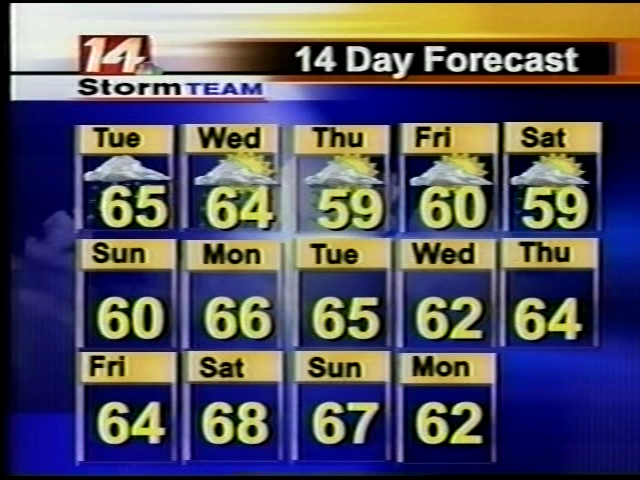 14
14 Day Forecast
Storm TEAM
Tue Wed Thu Fri Sat
65 64 59 60 59
Sun Mon Tue Wed Thu
60 66 65 62 64
Fri Sat Sun Mon
64 68 67 62